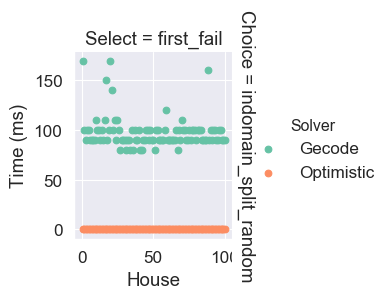 Select = first_fail
Choice = indomain_split_random
Time (ms)
150
100
50
0
0
50
100
House
Solver
Gecode
Optimistic